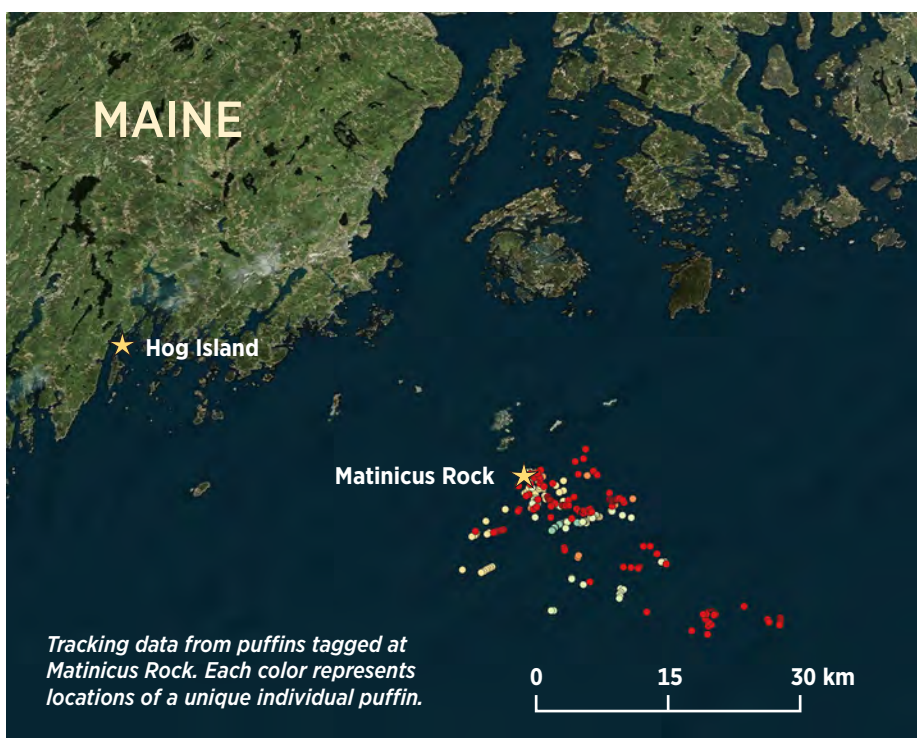 MAINE
Hog Island
Matinicus Rock
Tracking data from puffins tagged at
Matinicus Rock. Each color represents
locations of a unique individual puffin.
0 15 30 km